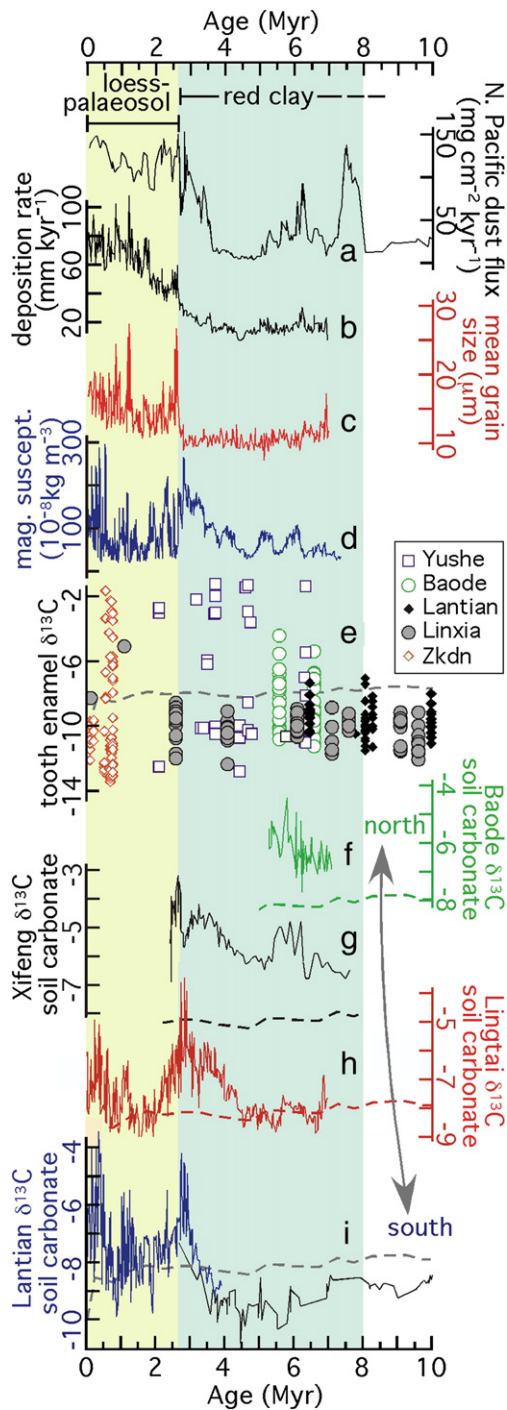 Age (Myr)
0 2 4 6 8 10
loess-
palaeosol
red clay
N. Pacific dust flux
(mg cm⁻² kyr⁻¹)
150
50
a
deposition rate
(mm kyr⁻¹)
100
60
20
b
mean grain
size (μm)
30
20
10
c
mag. suscept.
(10⁻⁸kg m⁻³)
300
100
d
Yushe
Baode
Lantian
Linxia
Zkdn
tooth enamel δ¹³C
-2
-6
-10
-14
e
Baode δ¹³C
soil carbonate
-4
-6
-8
f
north
Xifeng δ¹³C
soil carbonate
-3
-5
-7
g
Lingtai δ¹³C
soil carbonate
-5
-7
-9
h
Lantian δ¹³C
soil carbonate
-4
-6
-8
-10
i
south
0 2 4 6 8 10
Age (Myr)